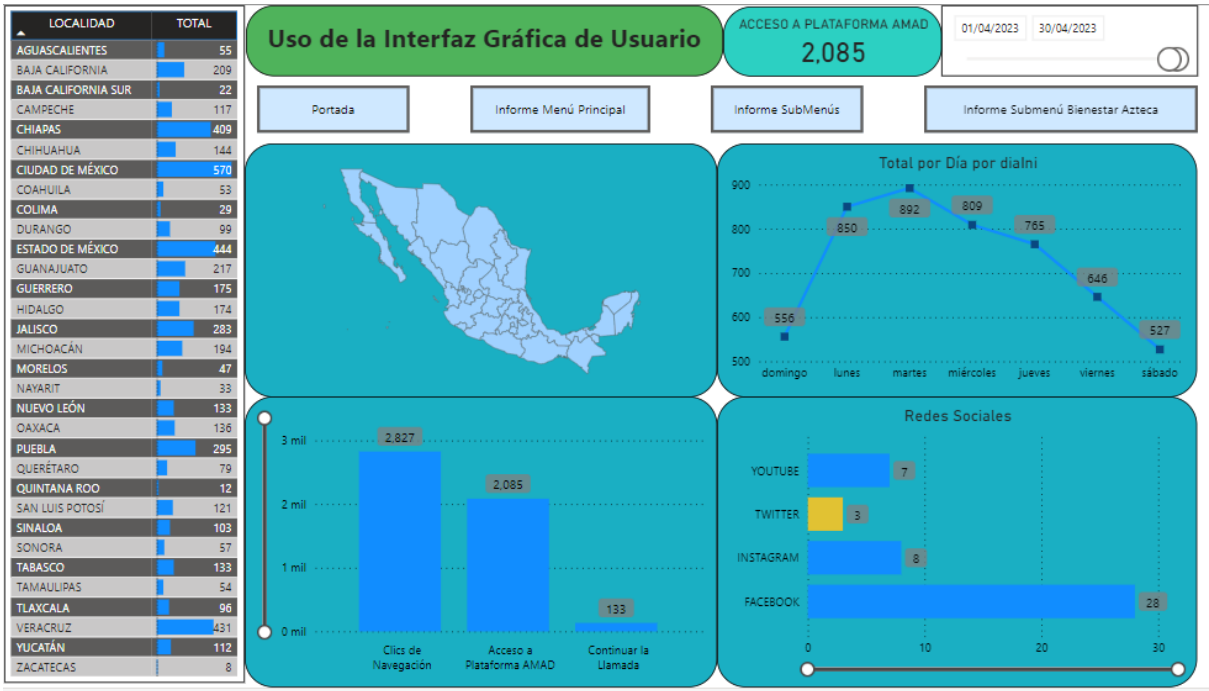 LOCALIDAD TOTAL
AGUASCALIENTES 55
BAJA CALIFORNIA 209
BAJA CALIFORNIA SUR 22
CAMPECHE 117
CHIAPAS 409
CHIHUAHUA 144
CIUDAD DE MÉXICO 570
COAHUILA 53
COLIMA 29
DURANGO 99
ESTADO DE MÉXICO 444
GUANAJUATO 217
GUERRERO 175
HIDALGO 174
JALISCO 283
MICHOACÁN 194
MORELOS 47
NAYARIT 33
NUEVO LEÓN 133
OAXACA 136
PUEBLA 295
QUERÉTARO 79
QUINTANA ROO 12
SAN LUIS POTOSÍ 121
SINALOA 103
SONORA 57
TABASCO 133
TAMAULIPAS 54
TLAXCALA 96
VERACRUZ 431
YUCATÁN 112
ZACATECAS 8
Uso de la Interfaz Gráfica de Usuario
ACCESO A PLATAFORMA AMAD
2,085
01/04/2023 30/04/2023
Portada
Informe Menú Principal
Informe SubMenús
Informe Submenú Bienestar Azteca
Total por Día por diaIni
900
800
700
600
500
556
850
892
809
765
646
527
domingo lunes martes miércoles jueves viernes sábado
3 mil
2 mil
1 mil
0 mil
2,827
2,085
133
Clics de
Navegación
Acceso a
Plataforma AMAD
Continuar la
Llamada
Redes Sociales
YOUTUBE 7
TWITTER 3
INSTAGRAM 8
FACEBOOK 28
0 10 20 30